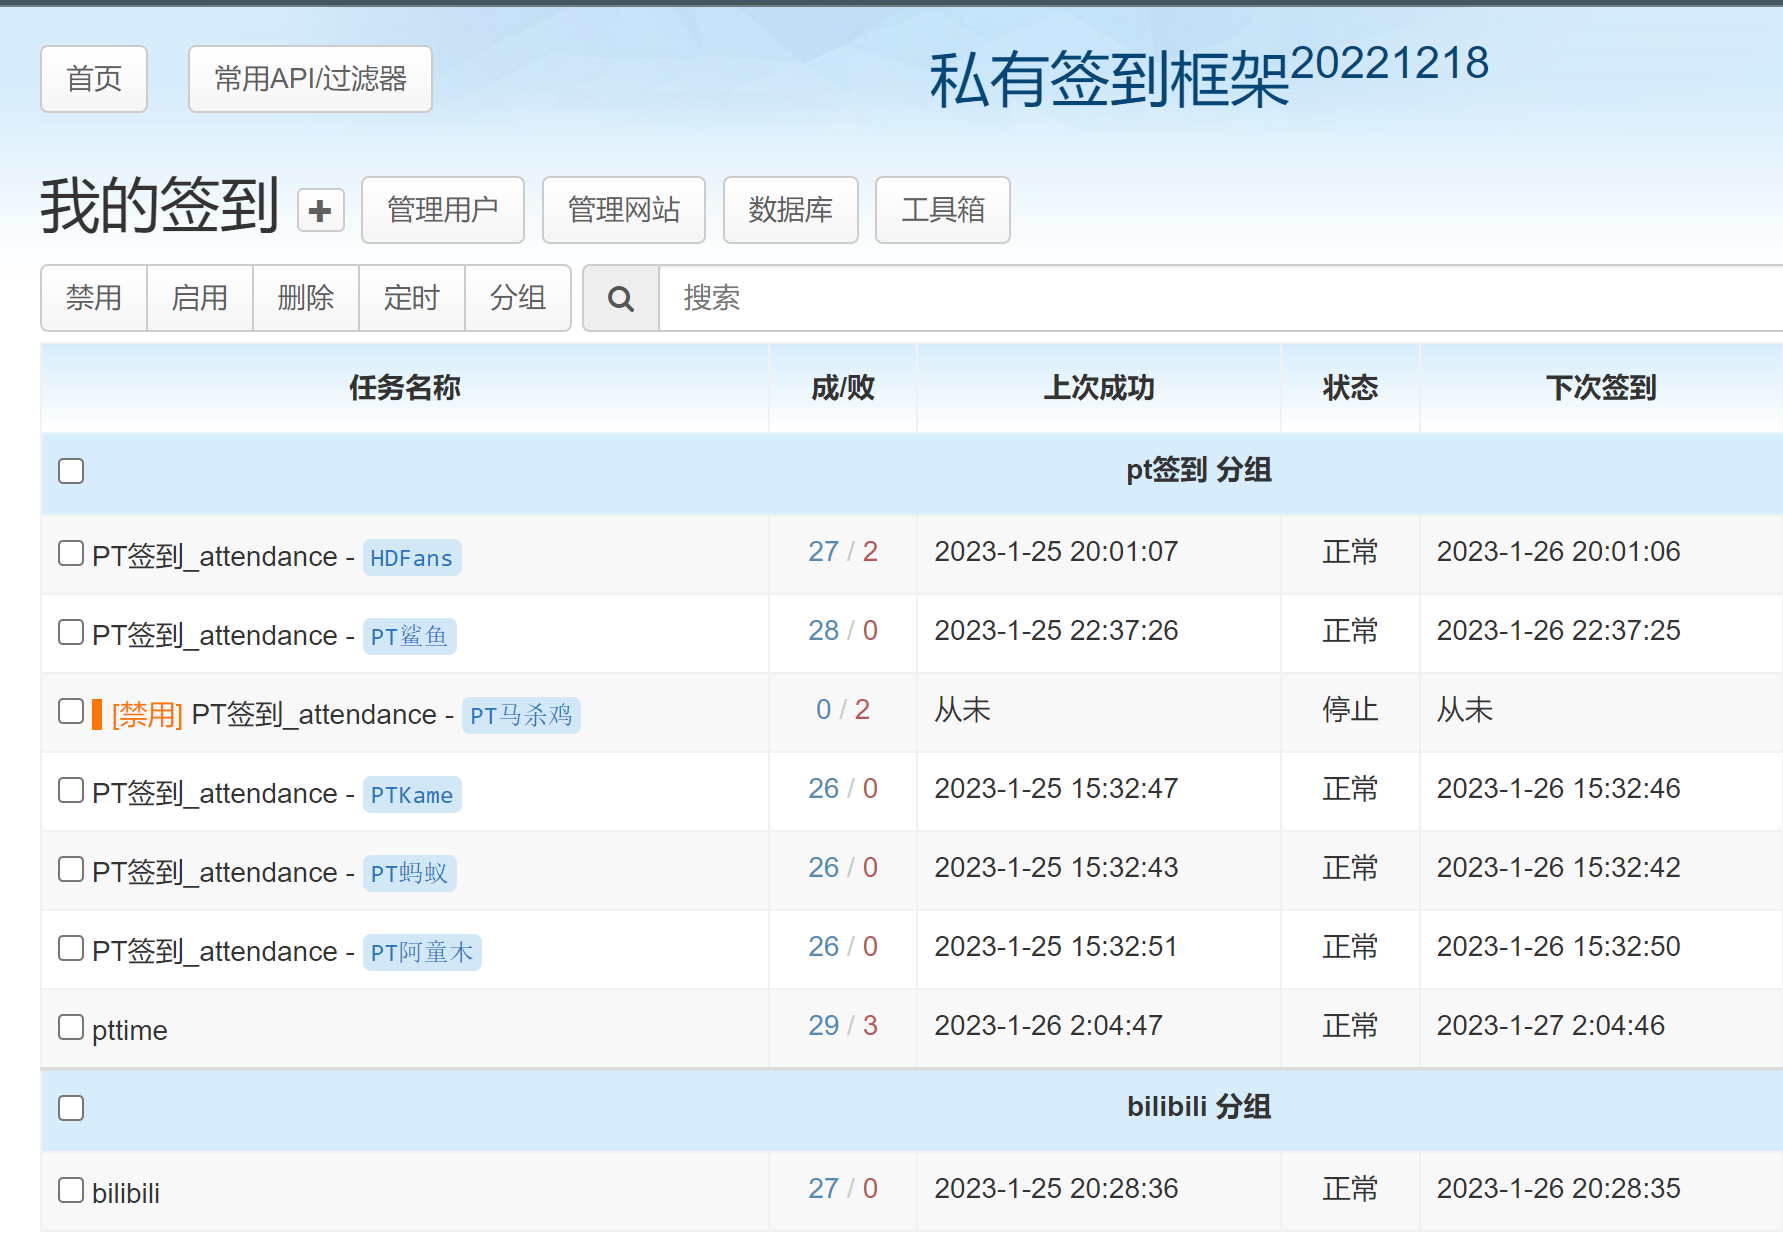 首页 常用API/过滤器 私有签到框架20221218
我的签到 管理用户 管理网站 数据库 工具箱
禁用 启用 删除 定时 分组 搜索
任务名称 成/败 上次成功 状态 下次签到
pt签到 分组
PT签到_attendance - HDFans 27 / 2 2023-1-25 20:01:07 正常 2023-1-26 20:01:06
PT签到_attendance - PT鲨鱼 28 / 0 2023-1-25 22:37:26 正常 2023-1-26 22:37:25
[禁用] PT签到_attendance - PT马杀鸡 0 / 2 从未 停止 从未
PT签到_attendance - PTKame 26 / 0 2023-1-25 15:32:47 正常 2023-1-26 15:32:46
PT签到_attendance - PT蚂蚁 26 / 0 2023-1-25 15:32:43 正常 2023-1-26 15:32:42
PT签到_attendance - PT阿童木 26 / 0 2023-1-25 15:32:51 正常 2023-1-26 15:32:50
pttime 29 / 3 2023-1-26 2:04:47 正常 2023-1-27 2:04:46
bilibili 分组
bilibili 27 / 0 2023-1-25 20:28:36 正常 2023-1-26 20:28:35